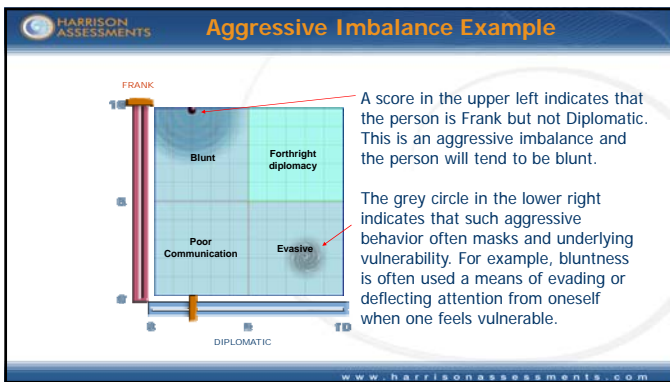 HARRISON
ASSESSMENTS
Aggressive Imbalance Example
FRANK
10
Blunt
Forthright
diplomacy
5
Poor
Communication
Evasive
DIPLOMATIC
A score in the upper left indicates that
the person is Frank but not Diplomatic.
This is an aggressive imbalance and
the person will tend to be blunt.
The grey circle in the lower right
indicates that such aggressive
behavior often masks and underlying
vulnerability. For example, bluntness
is often used a means of evading or
deflecting attention from oneself
when one feels vulnerable.
www.harrisonassessments.com